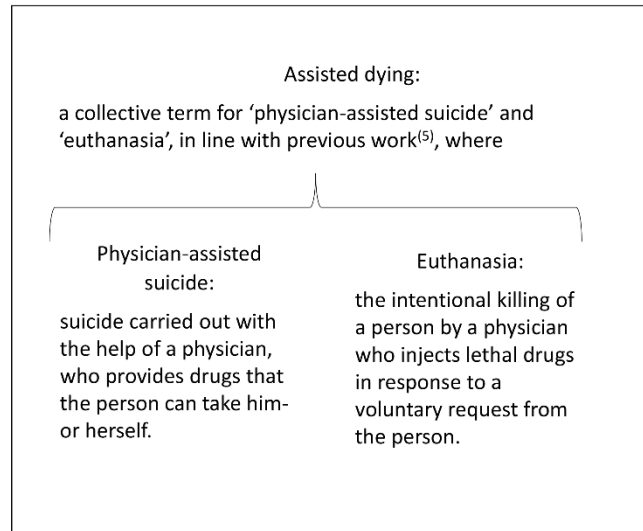 Assisted dying:
a collective term for ‘physician-assisted suicide’ and
‘euthanasia’, in line with previous work(5), where
Physician-assisted
suicide:
suicide carried out with
the help of a physician,
who provides drugs that
the person can take him-
or herself.
Euthanasia:
the intentional killing of
a person by a physician
who injects lethal drugs
in response to a
voluntary request from
the person.